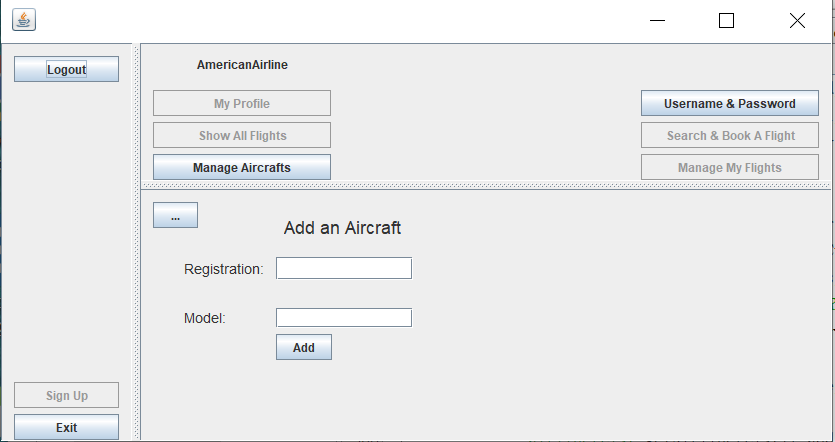 Logout
AmericanAirline
My Profile
Username & Password
Show All Flights
Search & Book A Flight
Manage Aircrafts
Manage My Flights
...
Add an Aircraft
Registration:
Model:
Add
Sign Up
Exit